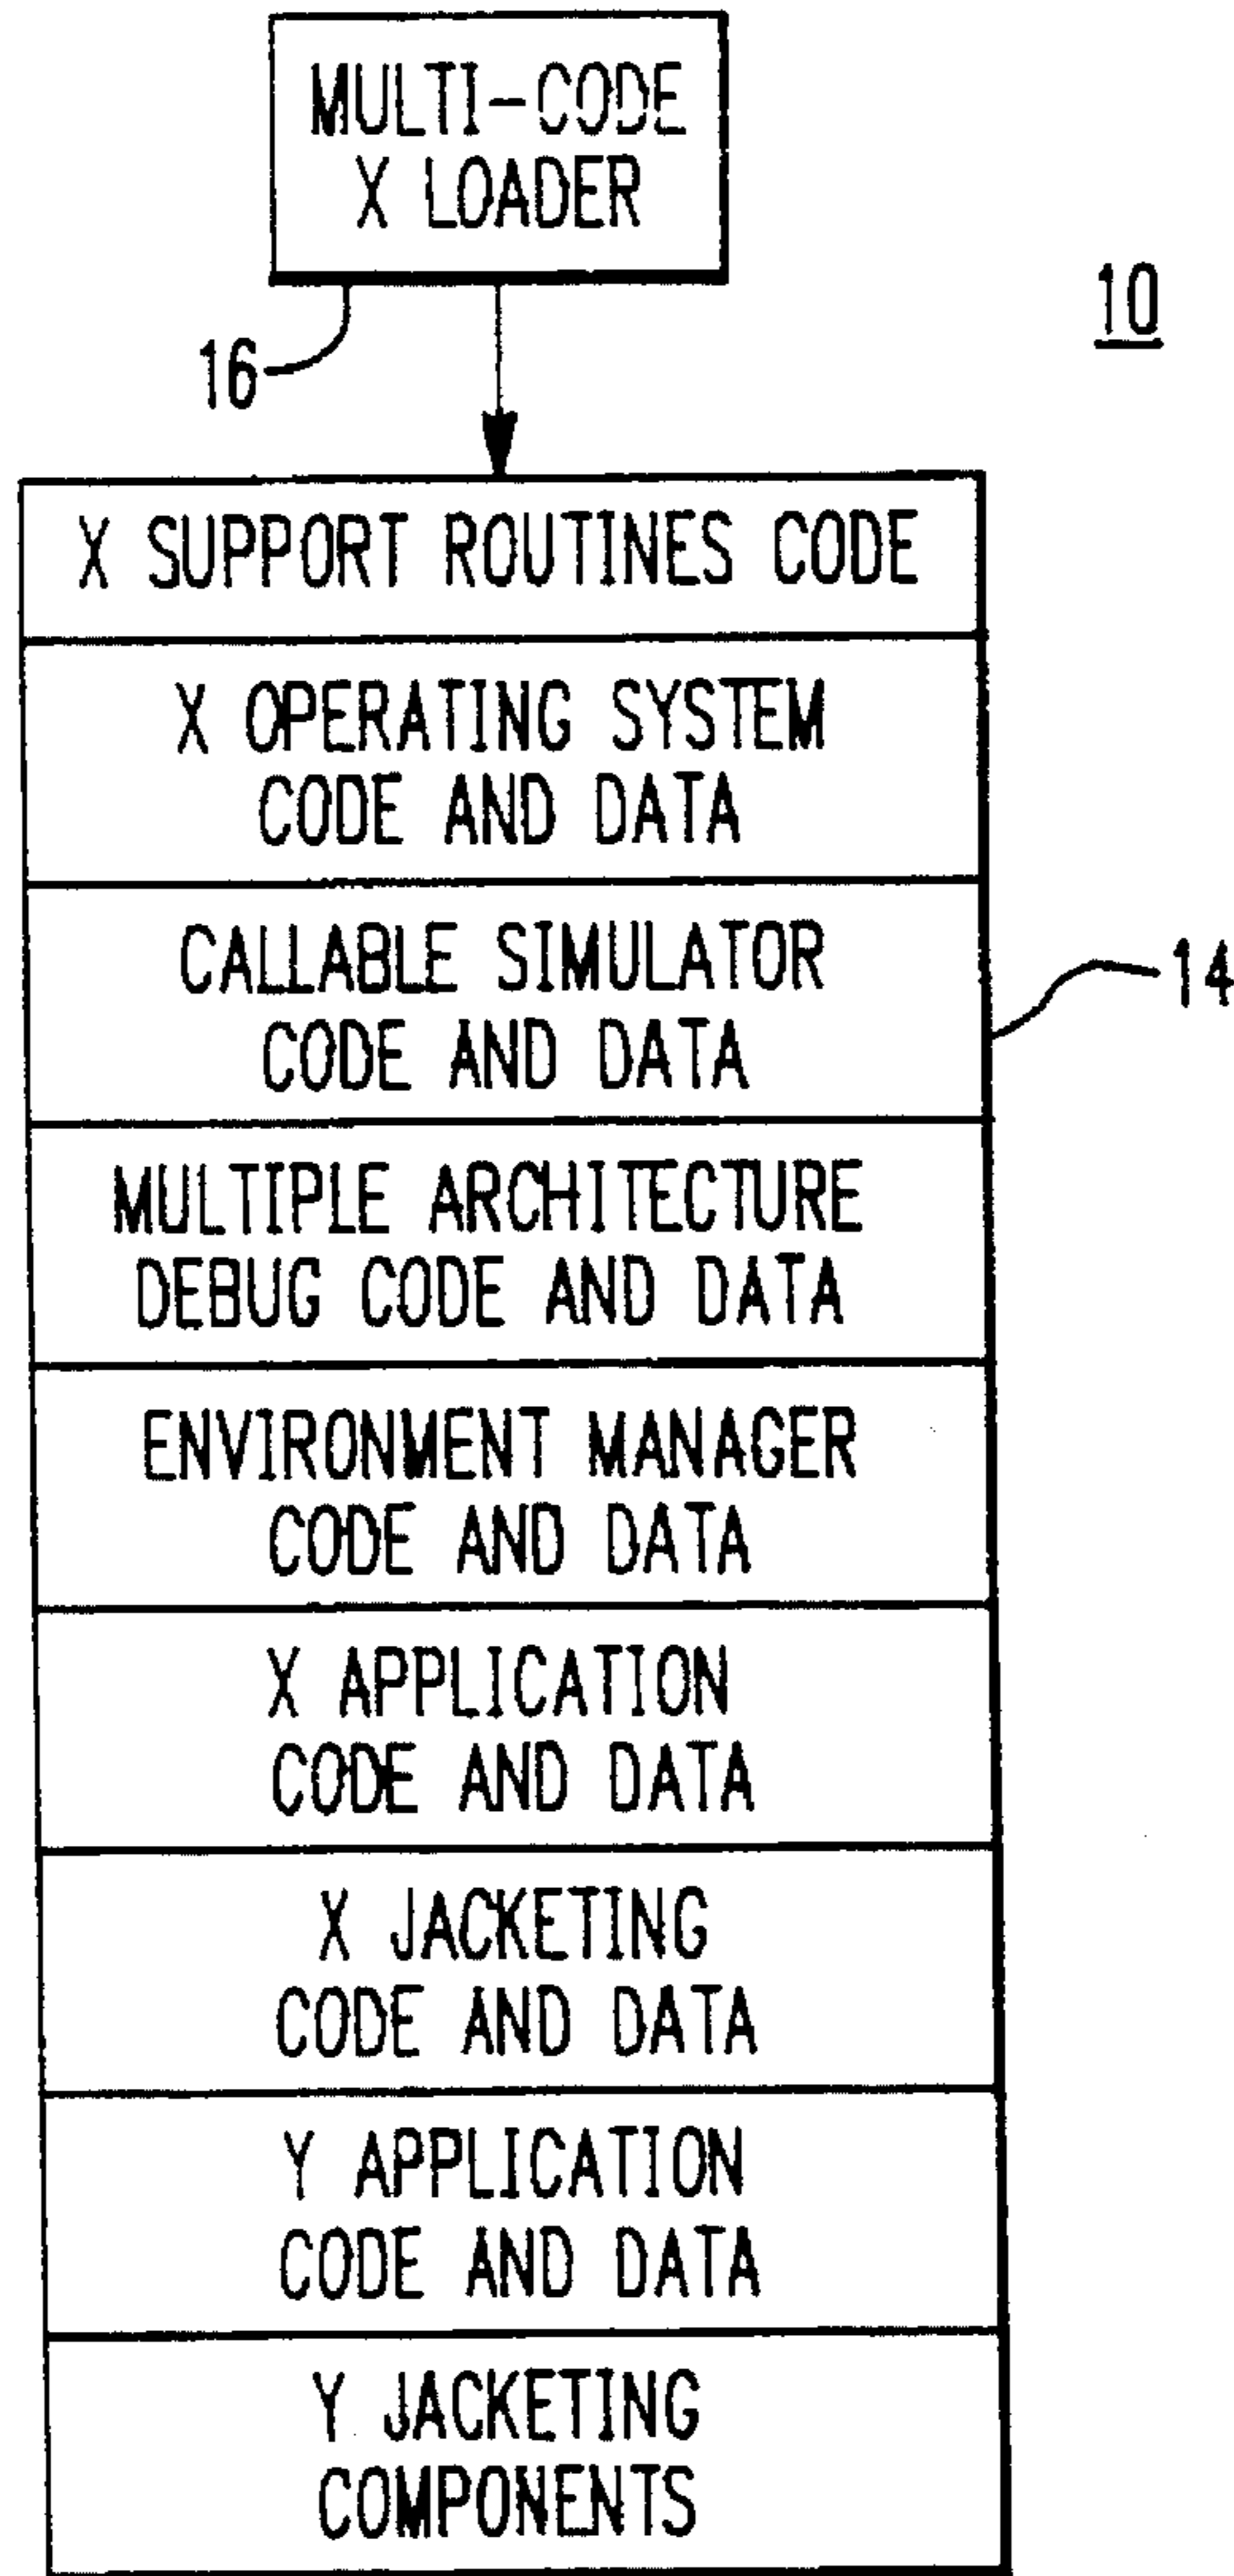 MULTI-CODE
X LOADER
10
16
X SUPPORT ROUTINES CODE
X OPERATING SYSTEM
CODE AND DATA
CALLABLE SIMULATOR
CODE AND DATA
14
MULTIPLE ARCHITECTURE
DEBUG CODE AND DATA
ENVIRONMENT MANAGER
CODE AND DATA
X APPLICATION
CODE AND DATA
X JACKETING
CODE AND DATA
Y APPLICATION
CODE AND DATA
Y JACKETING
COMPONENTS